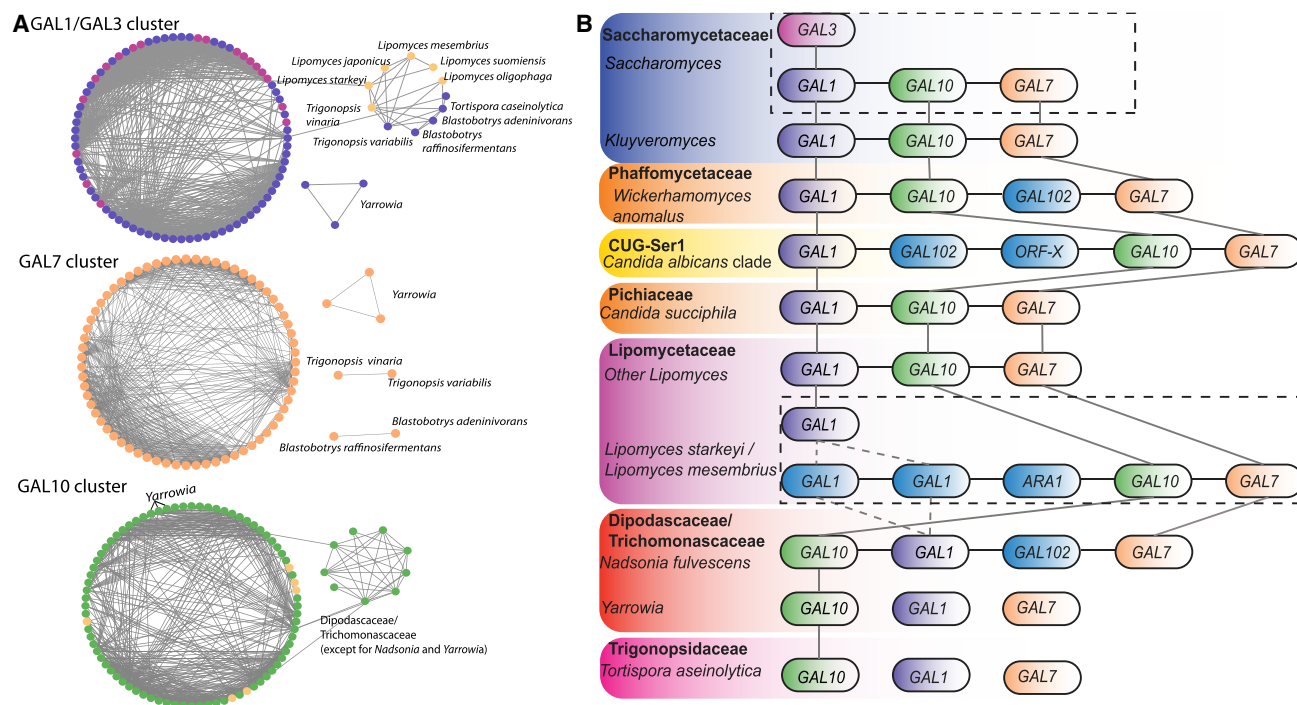 A
GAL1/GAL3 cluster
Lipomyces mesembrius
Lipomyces japonicus
Lipomyces suomiensis
Lipomyces starkeyi
Lipomyces oligophaga
Trigonopsis
vinaria
Tortispora caseinolytica
Blastobotrys adeninivorans
Trigonopsis variabilis
Blastobotrys
raffinosifermentans
Yarrowia
GAL7 cluster
Yarrowia
Trigonopsis vinaria
Trigonopsis variabilis
Blastobotrys adeninivorans
Blastobotrys raffinosifermentans
GAL10 cluster
Yarrowia
Dipodascaceae/
Trichomonascaceae
(except for Nadsonia and Yarrowia)
B
Saccharomycetaceae
GAL3
Saccharomyces
GAL1 GAL10 GAL7
Kluyveromyces
GAL1 GAL10 GAL7
Phaffomycetaceae
Wickerhamomyces
anomalus
GAL1 GAL10 GAL102 GAL7
CUG-Ser1
Candida albicans clade
GAL1 GAL102 ORF-X GAL10 GAL7
Pichiaceae
Candida succiphila
GAL1 GAL10 GAL7
Lipomycetaceae
Other Lipomyces
GAL1 GAL10 GAL7
GAL1
Lipomyces starkeyi /
Lipomyces mesembrius
GAL1 GAL1 ARA1 GAL10 GAL7
Dipodascaceae/
Trichomonascaceae
Nadsonia fulvescens
GAL10 GAL1 GAL102 GAL7
Yarrowia
GAL10 GAL1 GAL7
Trigonopsidaceae
Tortispora aseinolytica
GAL10 GAL1 GAL7